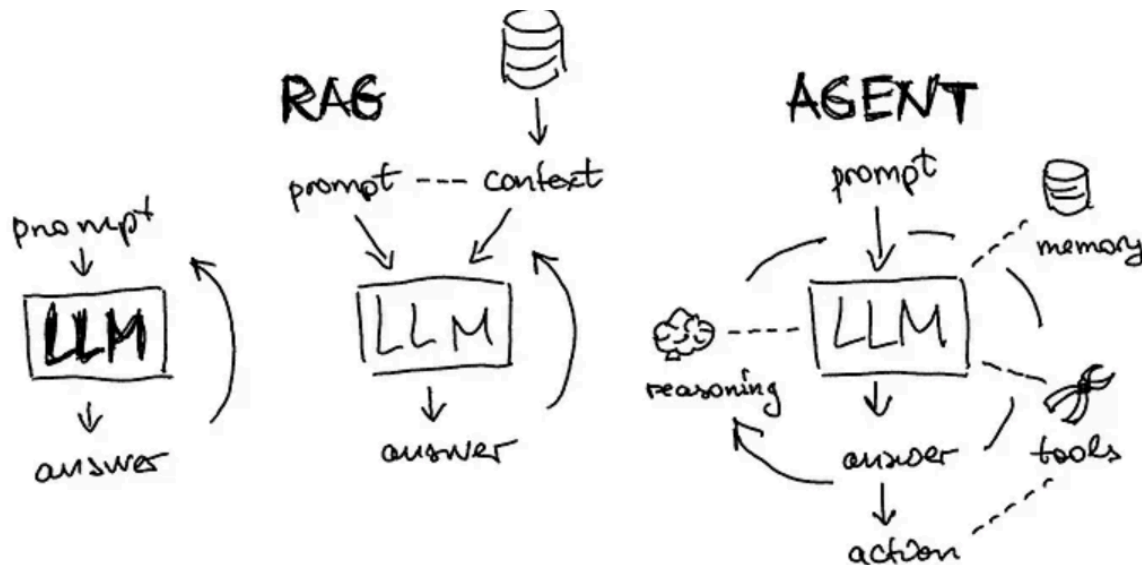 prompt
LLM
answer
RAG
prompt --- context
LLM
answer
AGENT
prompt
memory
LLM
reasoning
tools
answer
action